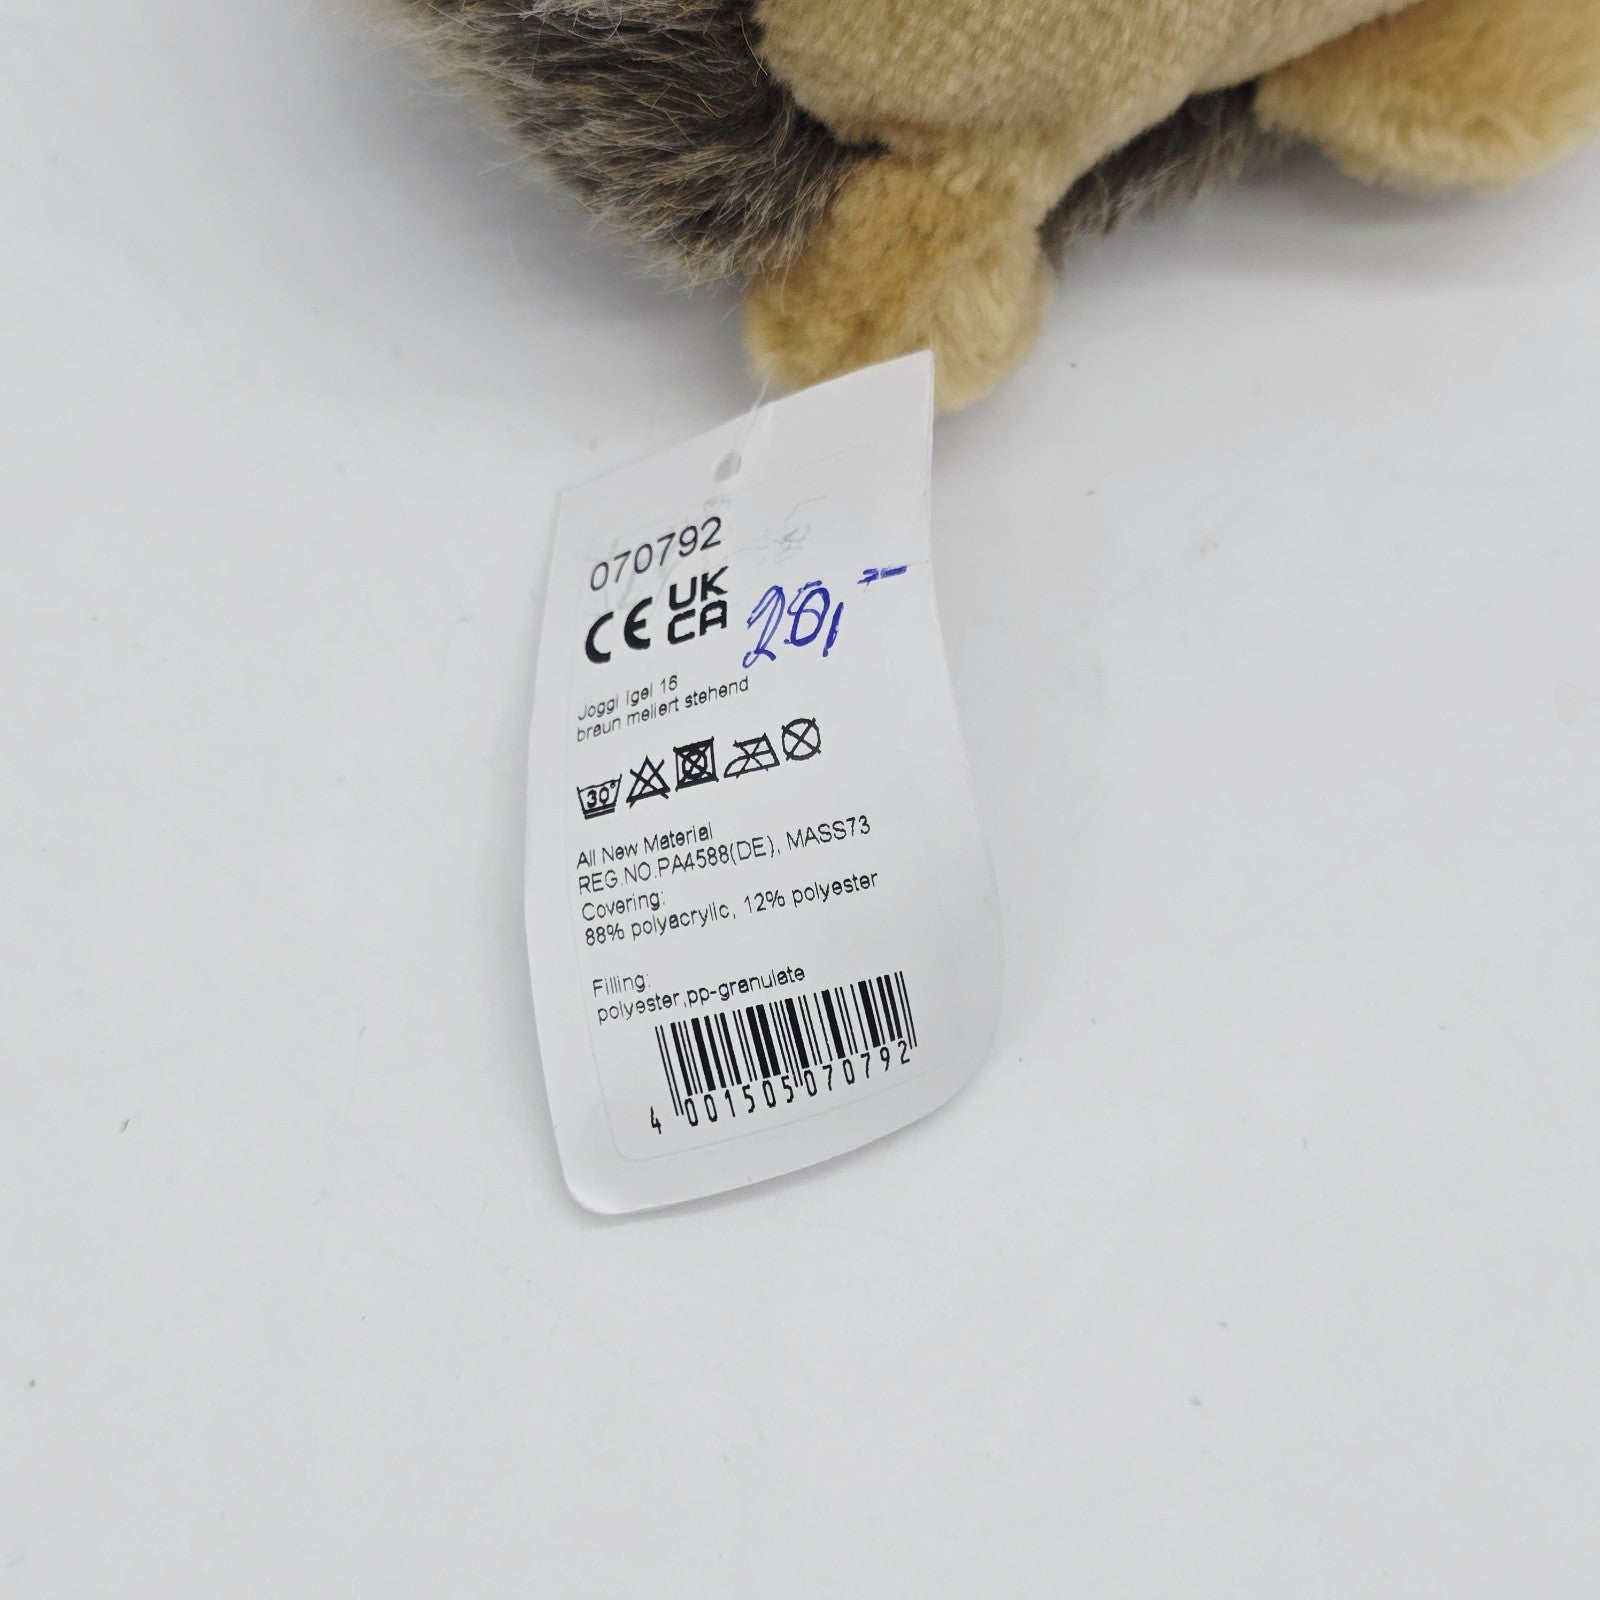 070792
CE UK CA 20,=
Joggi Igel 16
braun meliert stehend
30°
All New Material
REG.NO.PA4588(DE), MASS73
Covering:
88% polyacrylic, 12% polyester
Filling:
polyester,pp-granulate
4 001505 070792